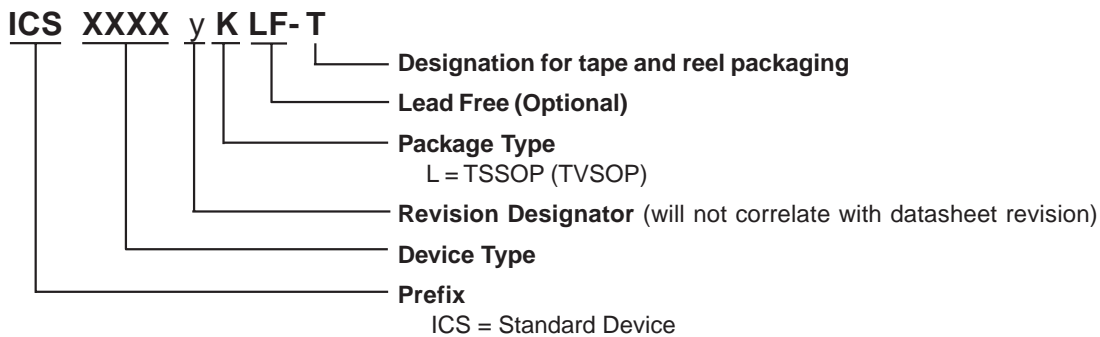 ICS XXXX y K LF- T
Designation for tape and reel packaging
Lead Free (Optional)
Package Type
L = TSSOP (TVSOP)
Revision Designator (will not correlate with datasheet revision)
Device Type
Prefix
ICS = Standard Device